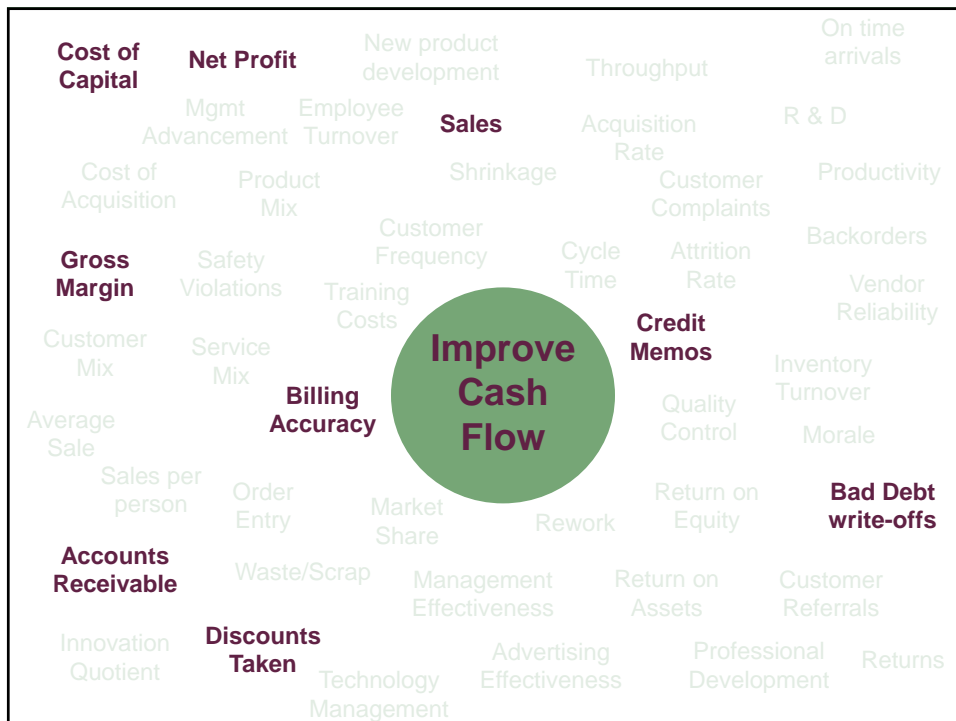 Cost of
Capital
Net Profit
New product
development
Throughput
On time
arrivals
Mgmt
Advancement
Employee
Turnover
Sales
Acquisition
Rate
R & D
Cost of
Acquisition
Product
Mix
Shrinkage
Customer
Complaints
Productivity
Gross
Margin
Safety
Violations
Customer
Frequency
Cycle
Time
Attrition
Rate
Backorders
Training
Costs
Vendor
Reliability
Customer
Mix
Service
Mix
Improve
Cash
Flow
Credit
Memos
Inventory
Turnover
Billing
Accuracy
Quality
Control
Morale
Average
Sale
Sales per
person
Order
Entry
Market
Share
Rework
Return on
Equity
Bad Debt
write-offs
Accounts
Receivable
Waste/Scrap
Management
Effectiveness
Return on
Assets
Customer
Referrals
Innovation
Quotient
Discounts
Taken
Technology
Management
Advertising
Effectiveness
Professional
Development
Returns